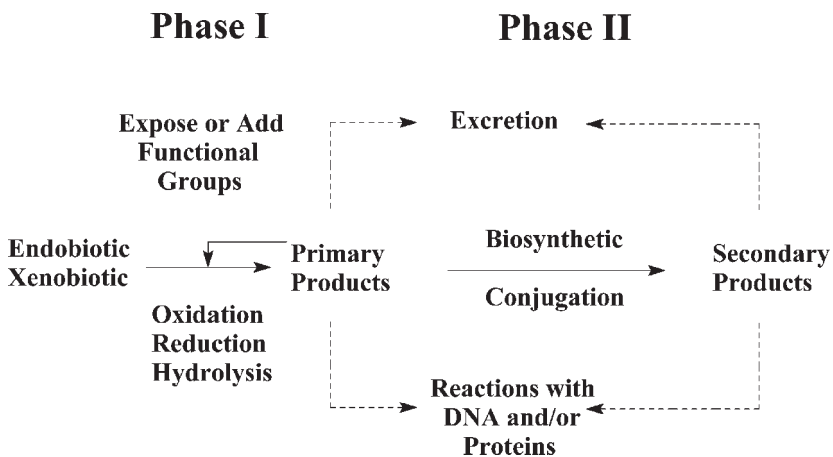 Phase I
Phase II
Expose or Add
Functional
Groups
Excretion
Endobiotic
Xenobiotic
Oxidation
Reduction
Hydrolysis
Primary
Products
Biosynthetic
Conjugation
Secondary
Products
Reactions with
DNA and/or
Proteins